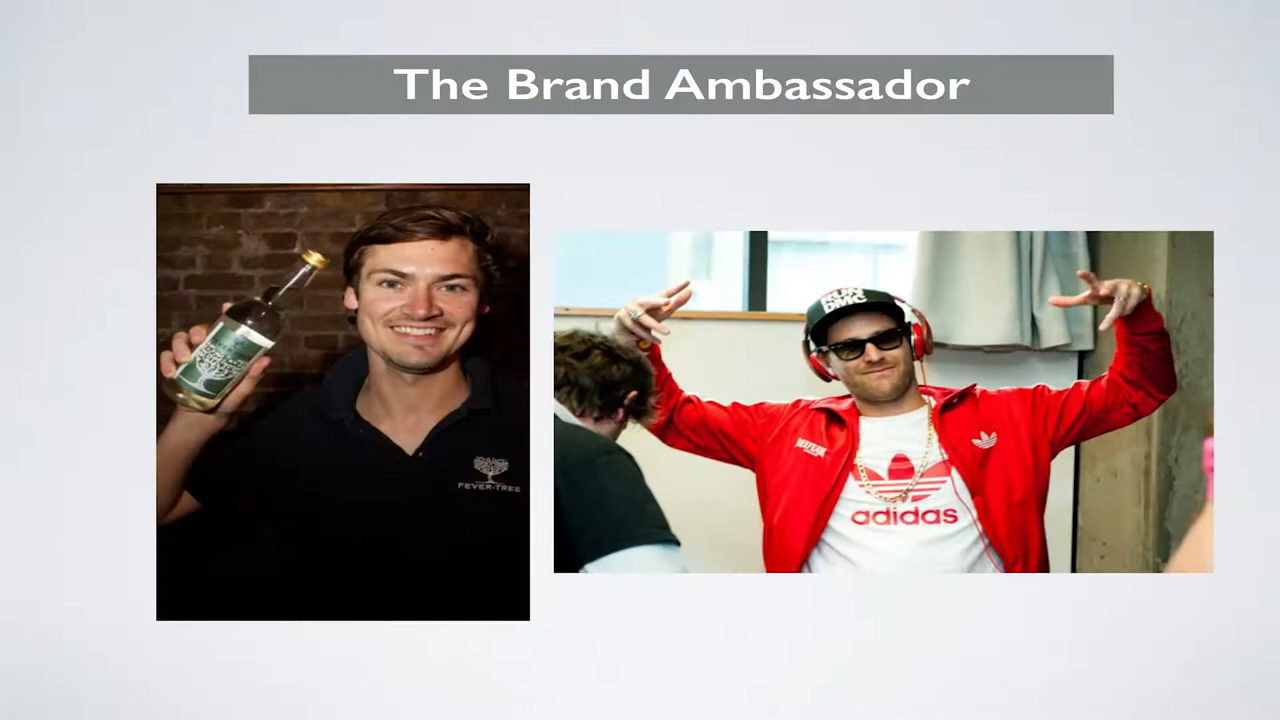 The Brand Ambassador
FEVER-TREE
RUN
DMC
adidas